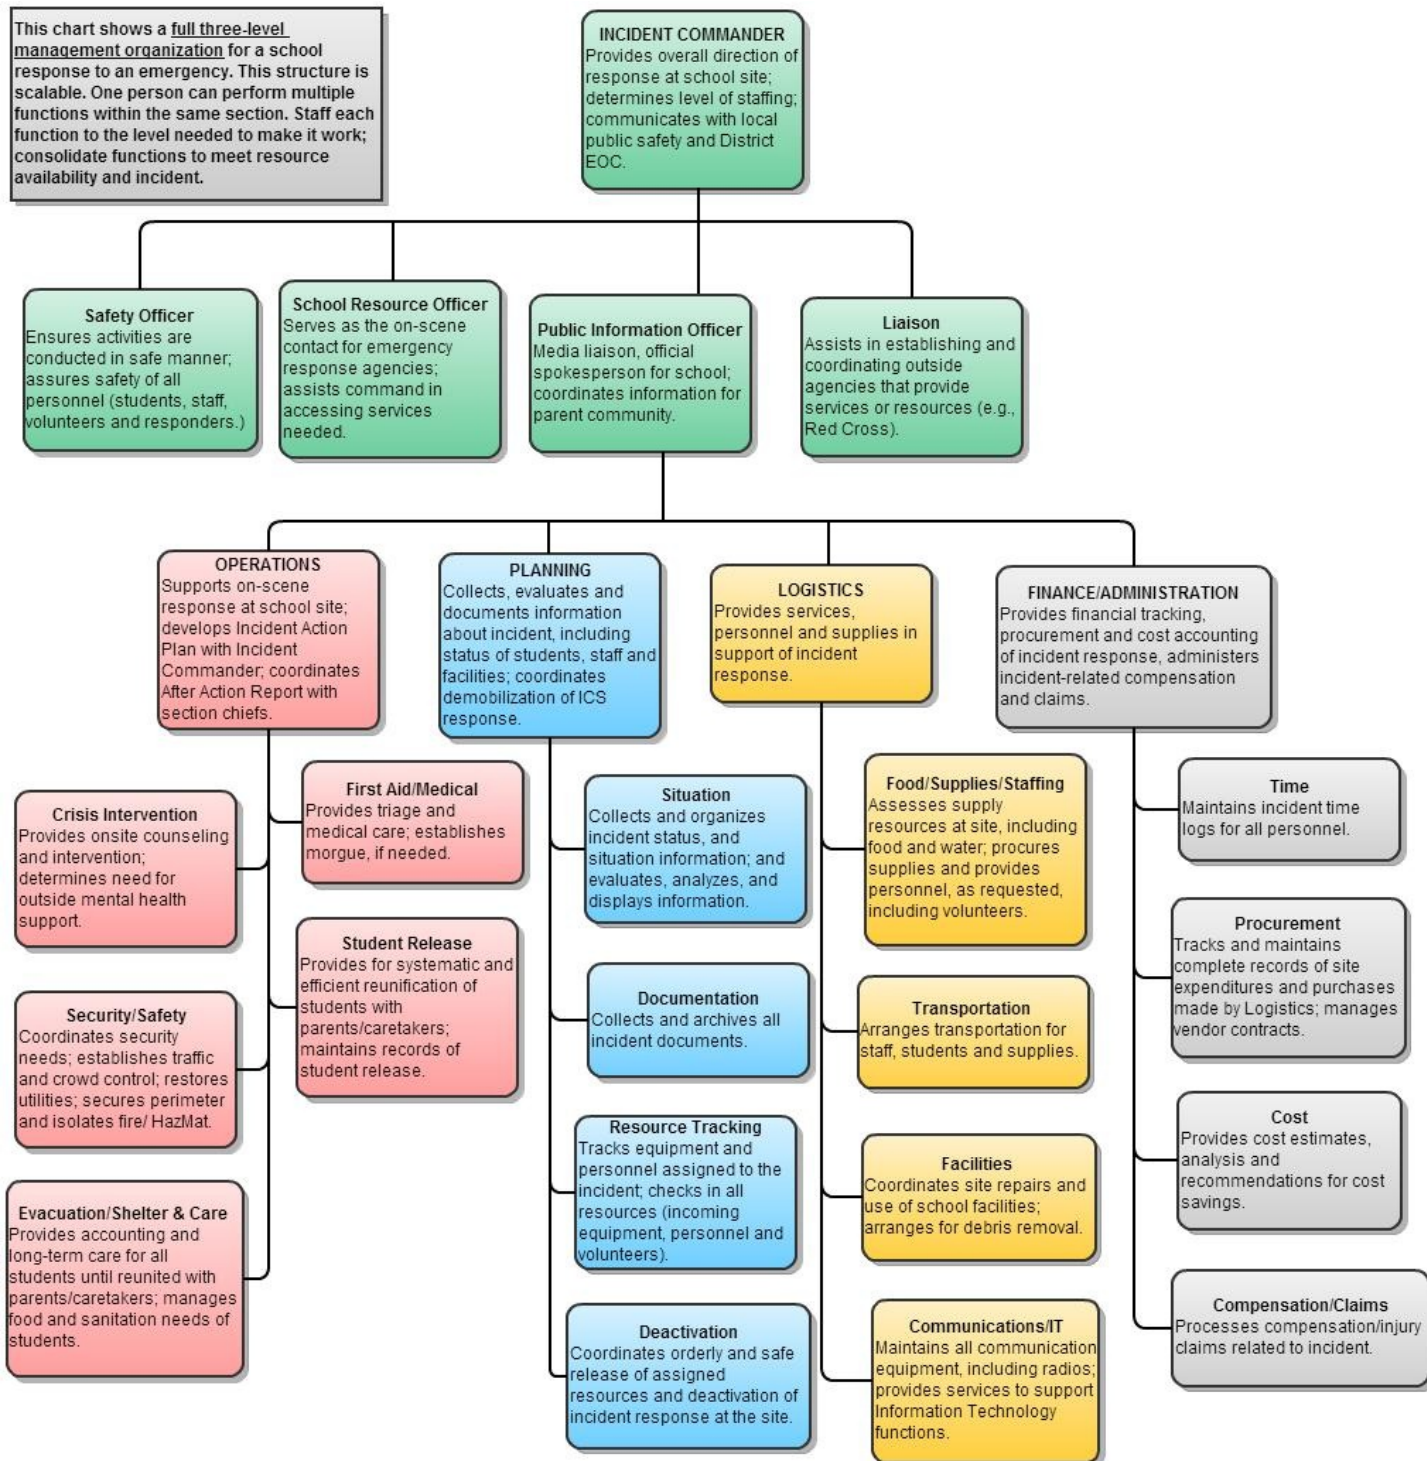 This chart shows a full three-level
management organization for a school
response to an emergency. This structure is
scalable. One person can perform multiple
functions within the same section. Staff each
function to the level needed to make it work;
consolidate functions to meet resource
availability and incident.
INCIDENT COMMANDER
Provides overall direction of
response at school site;
determines level of staffing;
communicates with local
public safety and District
EOC.
Safety Officer
Ensures activities are
conducted in safe manner;
assures safety of all
personnel (students, staff,
volunteers and responders.)
School Resource Officer
Serves as the on-scene
contact for emergency
response agencies;
assists command in
accessing services
needed.
Public Information Officer
Media liaison, official
spokesperson for school;
coordinates information for
parent community.
Liaison
Assists in establishing and
coordinating outside
agencies that provide
services or resources (e.g.,
Red Cross).
OPERATIONS
Supports on-scene
response at school site;
develops Incident Action
Plan with Incident
Commander; coordinates
After Action Report with
section chiefs.
PLANNING
Collects, evaluates and
documents information
about incident, including
status of students, staff and
facilities; coordinates
demobilization of ICS
response.
LOGISTICS
Provides services,
personnel and supplies in
support of incident
response.
FINANCE/ADMINISTRATION
Provides financial tracking,
procurement and cost accounting
of incident response, administers
incident-related compensation
and claims.
Crisis Intervention
Provides onsite counseling
and intervention;
determines need for
outside mental health
support.
First Aid/Medical
Provides triage and
medical care; establishes
morgue, if needed.
Student Release
Provides for systematic and
efficient reunification of
students with
parents/caretakers;
maintains records of
student release.
Security/Safety
Coordinates security
needs; establishes traffic
and crowd control; restores
utilities; secures perimeter
and isolates fire/ HazMat.
Evacuation/Shelter & Care
Provides accounting and
long-term care for all
students until reunited with
parents/caretakers; manages
food and sanitation needs of
students.
Situation
Collects and organizes
incident status, and
situation information; and
evaluates, analyzes, and
displays information.
Documentation
Collects and archives all
incident documents.
Resource Tracking
Tracks equipment and
personnel assigned to the
incident; checks in all
resources (incoming
equipment, personnel and
volunteers).
Deactivation
Coordinates orderly and safe
release of assigned
resources and deactivation of
incident response at the site.
Food/Supplies/Staffing
Assesses supply
resources at site, including
food and water; procures
supplies and provides
personnel, as requested,
including volunteers.
Transportation
Arranges transportation for
staff, students and supplies.
Facilities
Coordinates site repairs and
use of school facilities;
arranges for debris removal.
Communications/IT
Maintains all communication
equipment, including radios;
provides services to support
Information Technology
functions.
Time
Maintains incident time
logs for all personnel.
Procurement
Tracks and maintains
complete records of site
expenditures and purchases
made by Logistics; manages
vendor contracts.
Cost
Provides cost estimates,
analysis and
recommendations for cost
savings.
Compensation/Claims
Processes compensation/injury
claims related to incident.